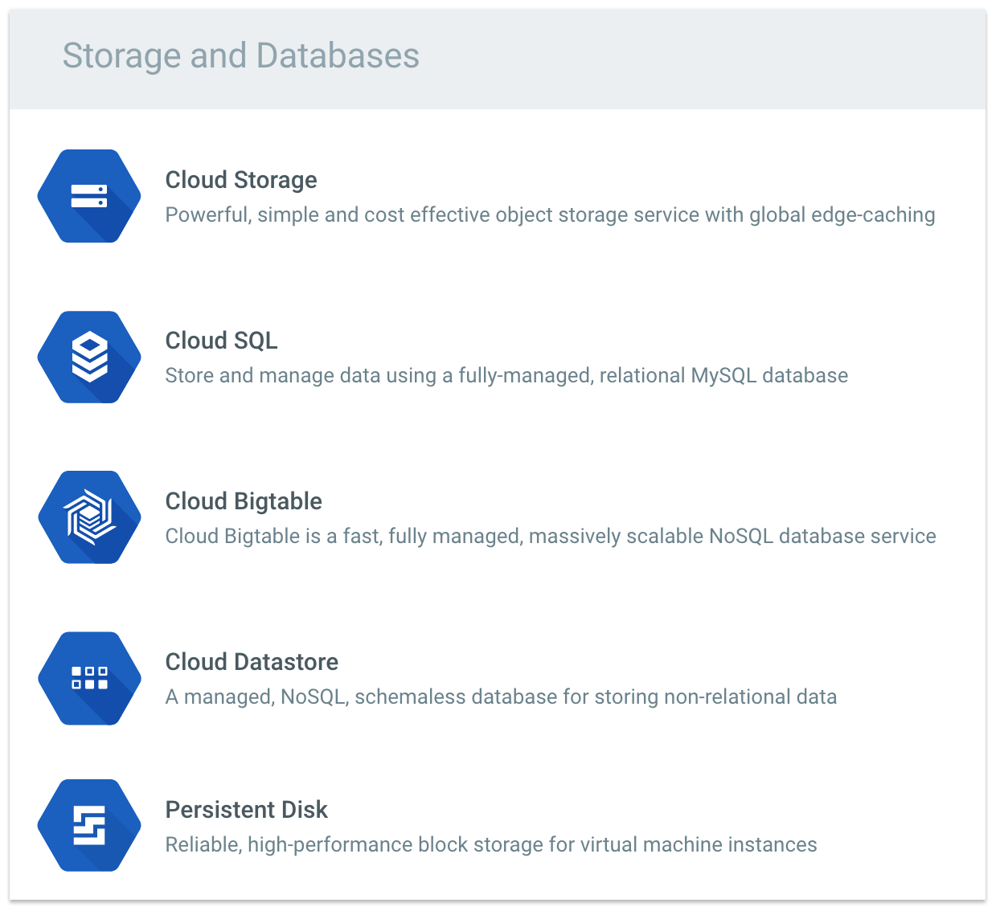 Storage and Databases
Cloud Storage
Powerful, simple and cost effective object storage service with global edge-caching
Cloud SQL
Store and manage data using a fully-managed, relational MySQL database
Cloud Bigtable
Cloud Bigtable is a fast, fully managed, massively scalable NoSQL database service
Cloud Datastore
A managed, NoSQL, schemaless database for storing non-relational data
Persistent Disk
Reliable, high-performance block storage for virtual machine instances